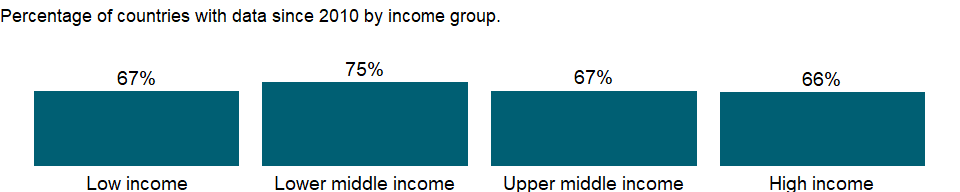 Percentage of countries with data since 2010 by income group.
67%
75%
67%
66%
Low income
Lower middle income
Upper middle income
High income